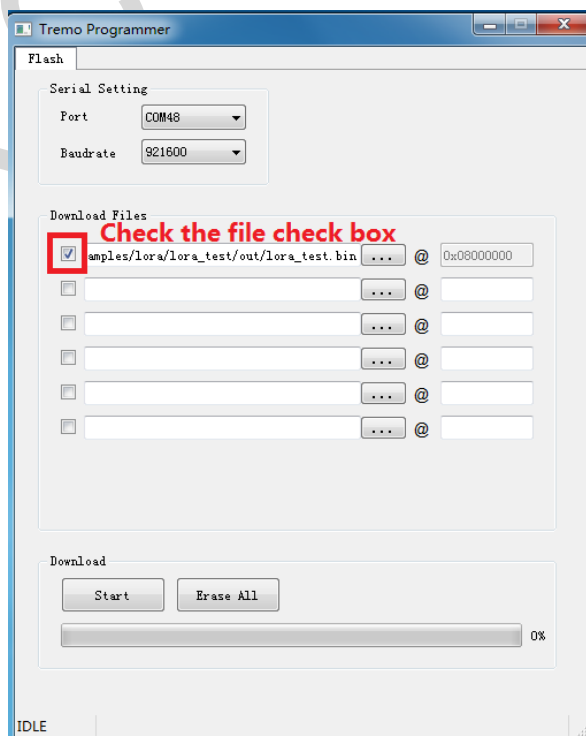 Tremo Programmer
Flash
Serial Setting
Port COM48
Baudrate 921600
Download Files
Check the file check box
amples/lora/lora_test/out/lora_test.bin ... @ 0x08000000
... @
... @
... @
... @
... @
Download
Start Erase All
0%
IDLE